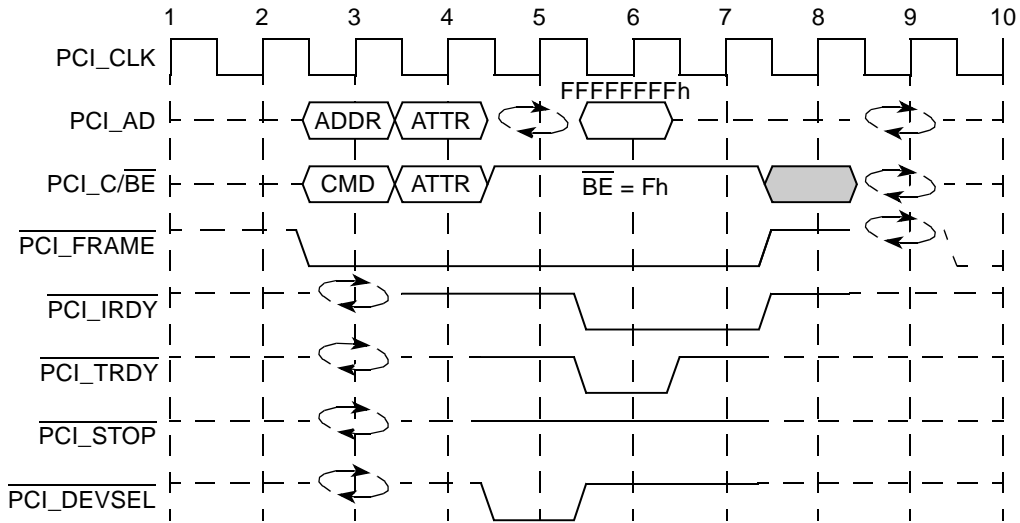 1 2 3 4 5 6 7 8 9 10
PCI_CLK
FFFFFFFFh
PCI_AD ADDR ATTR
PCI_C/BE CMD ATTR BE = Fh
PCI_FRAME
PCI_IRDY
PCI_TRDY
PCI_STOP
PCI_DEVSEL